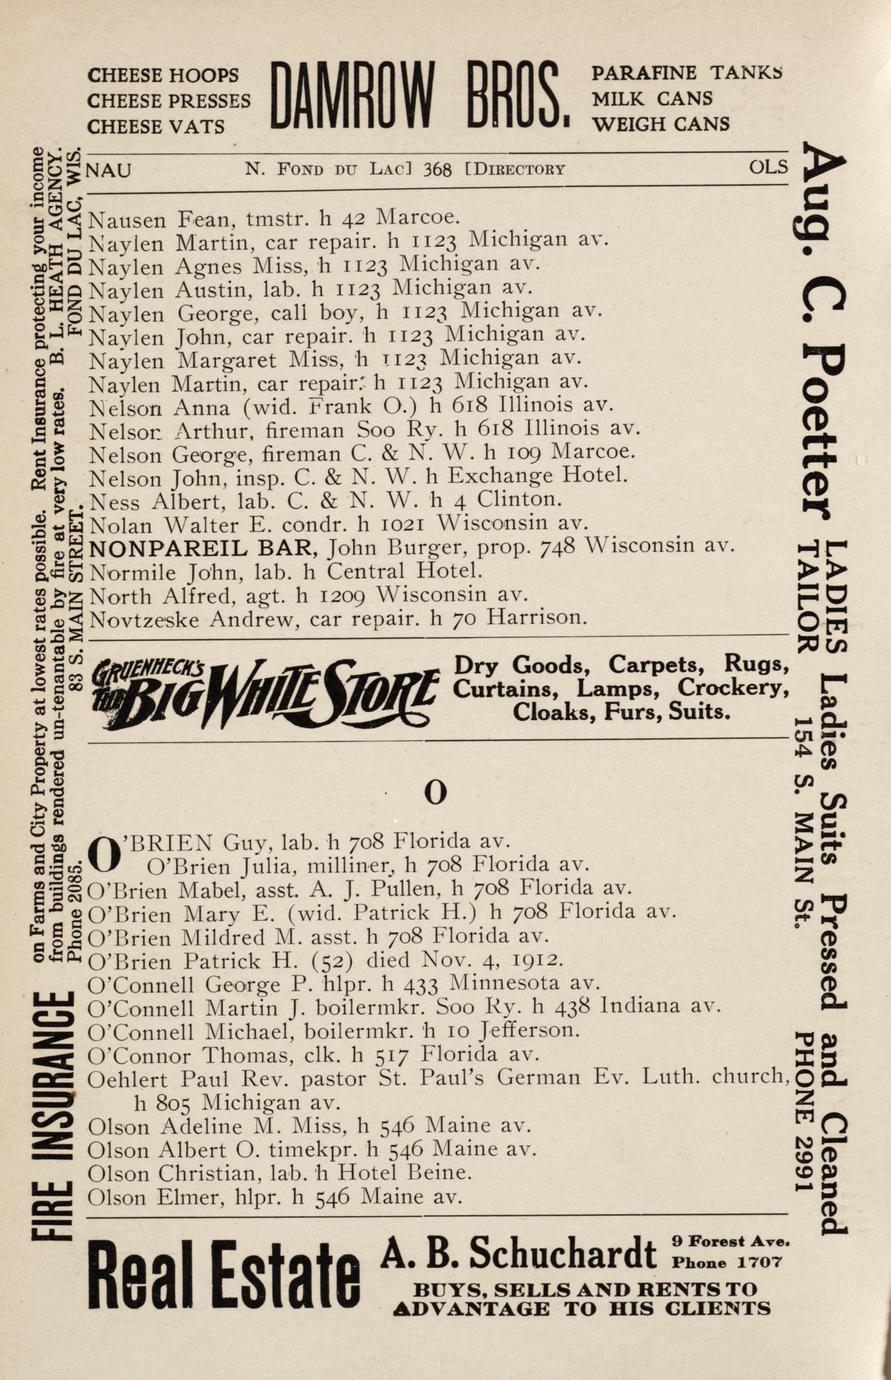 CHEESE HOOPS
CHEESE PRESSES
CHEESE VATS
DAMROW BROS.
PARAFINE TANKS
MILK CANS
WEIGH CANS
NAU N. FOND DU LAC] 368 [DIRECTORY OLS
Nausen Fean, tmstr. h 42 Marcoe.
Naylen Martin, car repair. h 1123 Michigan av.
Naylen Agnes Miss, h 1123 Michigan av.
Naylen Austin, lab. h 1123 Michigan av.
Naylen George, call boy, h 1123 Michigan av.
Naylen John, car repair. h 1123 Michigan av.
Naylen Margaret Miss, h 1123 Michigan av.
Naylen Martin, car repair. h 1123 Michigan av.
Nelson Anna (wid. Frank O.) h 618 Illinois av.
Nelson Arthur, fireman Soo Ry. h 618 Illinois av.
Nelson George, fireman C. & N. W. h 109 Marcoe.
Nelson John, insp. C. & N. W. h Exchange Hotel.
Ness Albert, lab. C. & N. W. h 4 Clinton.
Nolan Walter E. condr. h 1021 Wisconsin av.
NONPAREIL BAR, John Burger, prop. 748 Wisconsin av.
Normile John, lab. h Central Hotel.
North Alfred, agt. h 1209 Wisconsin av.
Novtzeske Andrew, car repair. h 70 Harrison.
GRUENHECK'S
THE BIG WHITE STORE
Dry Goods, Carpets, Rugs,
Curtains, Lamps, Crockery,
Cloaks, Furs, Suits.
O
O'BRIEN Guy, lab. h 708 Florida av.
O'Brien Julia, milliner, h 708 Florida av.
O'Brien Mabel, asst. A. J. Pullen, h 708 Florida av.
O'Brien Mary E. (wid. Patrick H.) h 708 Florida av.
O'Brien Mildred M. asst. h 708 Florida av.
O'Brien Patrick H. (52) died Nov. 4, 1912.
O'Connell George P. hlpr. h 433 Minnesota av.
O'Connell Martin J. boilermkr. Soo Ry. h 438 Indiana av.
O'Connell Michael, boilermkr. h 10 Jefferson.
O'Connor Thomas, clk. h 517 Florida av.
Oehlert Paul Rev. pastor St. Paul's German Ev. Luth. church,
h 805 Michigan av.
Olson Adeline M. Miss, h 546 Maine av.
Olson Albert O. timekpr. h 546 Maine av.
Olson Christian, lab. h Hotel Beine.
Olson Elmer, hlpr. h 546 Maine av.
Real Estate
A. B. Schuchardt
9 Forest Ave.
Phone 1707
BUYS, SELLS AND RENTS TO
ADVANTAGE TO HIS CLIENTS
FIRE INSURANCE
on Farms and City Property at lowest rates possible. Rent Insurance protecting your income
from buildings rendered un-tenantable by fire at very low rates. B. L. HEATH AGENCY.
Phone 2085. 83 S. MAIN STREET. FOND DU LAC, WIS.
Aug. C. Poetter
LADIES
TAILOR
Ladies Suits Pressed and Cleaned
154 S. MAIN St. PHONE 2991